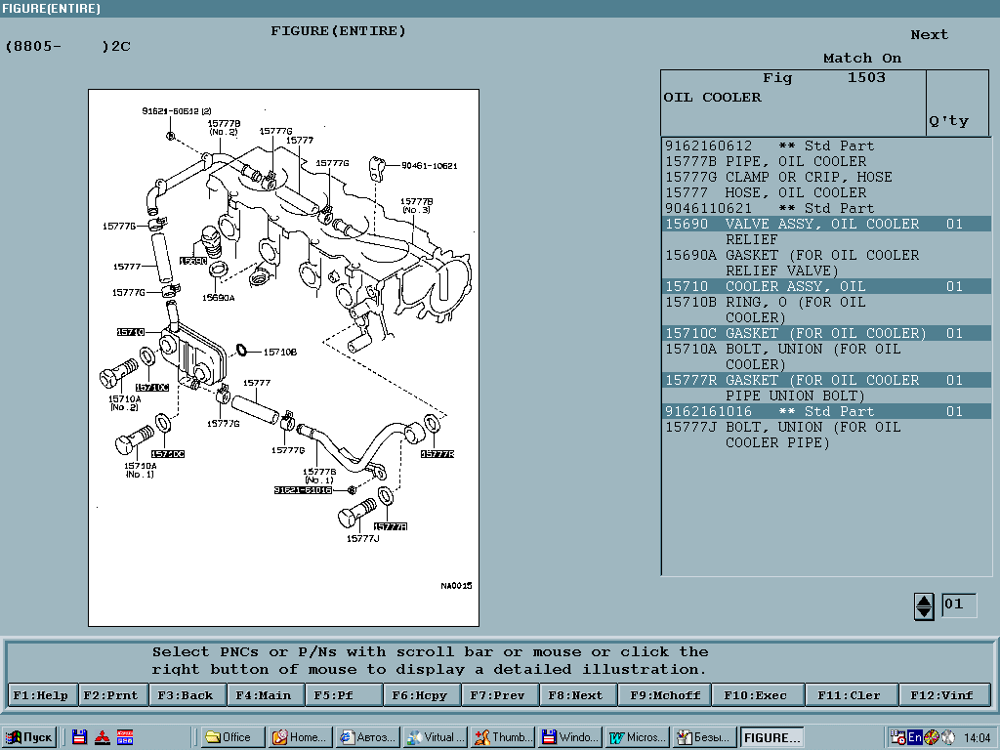 FIGURE(ENTIRE)
FIGURE(ENTIRE)
(8805-     )2C
Next
Match On
Fig 1503
OIL COOLER
Q'ty
9162160612 ** Std Part
15777B PIPE, OIL COOLER
15777G CLAMP OR CRIP, HOSE
15777 HOSE, OIL COOLER
9046110621 ** Std Part
15690 VALVE ASSY, OIL COOLER 01
RELIEF
15690A GASKET (FOR OIL COOLER
RELIEF VALVE)
15710 COOLER ASSY, OIL 01
15710B RING, O (FOR OIL
COOLER)
15710C GASKET (FOR OIL COOLER) 01
15710A BOLT, UNION (FOR OIL
COOLER)
15777R GASKET (FOR OIL COOLER 01
PIPE UNION BOLT)
9162161016 ** Std Part 01
15777J BOLT, UNION (FOR OIL
COOLER PIPE)
91621-60612 (2)
15777B
(No.2)
15777G
15777
15777G
90461-10621
15777B
(No.3)
15777G
15690
15777
15777G
15690A
15710
15710B
15710C
15710A
(No.2)
15777
15777G
15710C
15777G
15777R
15710A
(No.1)
15777B
(No.1)
91621-61016
15777R
15777J
NA0015
01
Select PNCs or P/Ns with scroll bar or mouse or click the
right button of mouse to display a detailed illustration.
F1:Help F2:Prnt F3:Back F4:Main F5:Pf F6:Hcpy F7:Prev F8:Next F9:Mchoff F10:Exec F11:Cler F12:Vinf
Пуск Office Home... Автоз... Virtual ... Thumb... Windo... Micros... Безы... FIGURE... En 14:04